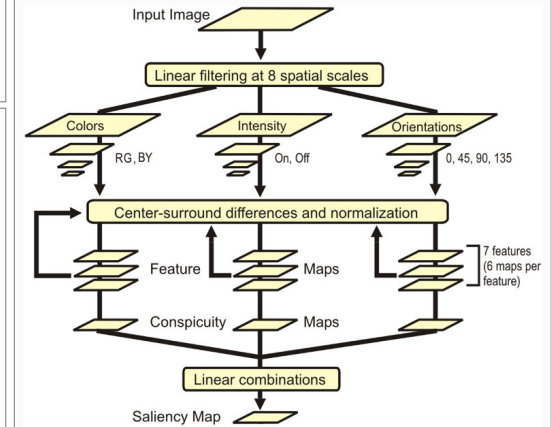 Input Image
Linear filtering at 8 spatial scales
Colors
Intensity
Orientations
RG, BY
On, Off
0, 45, 90, 135
Center-surround differences and normalization
Feature
Maps
7 features
(6 maps per
feature)
Conspicuity
Maps
Linear combinations
Saliency Map